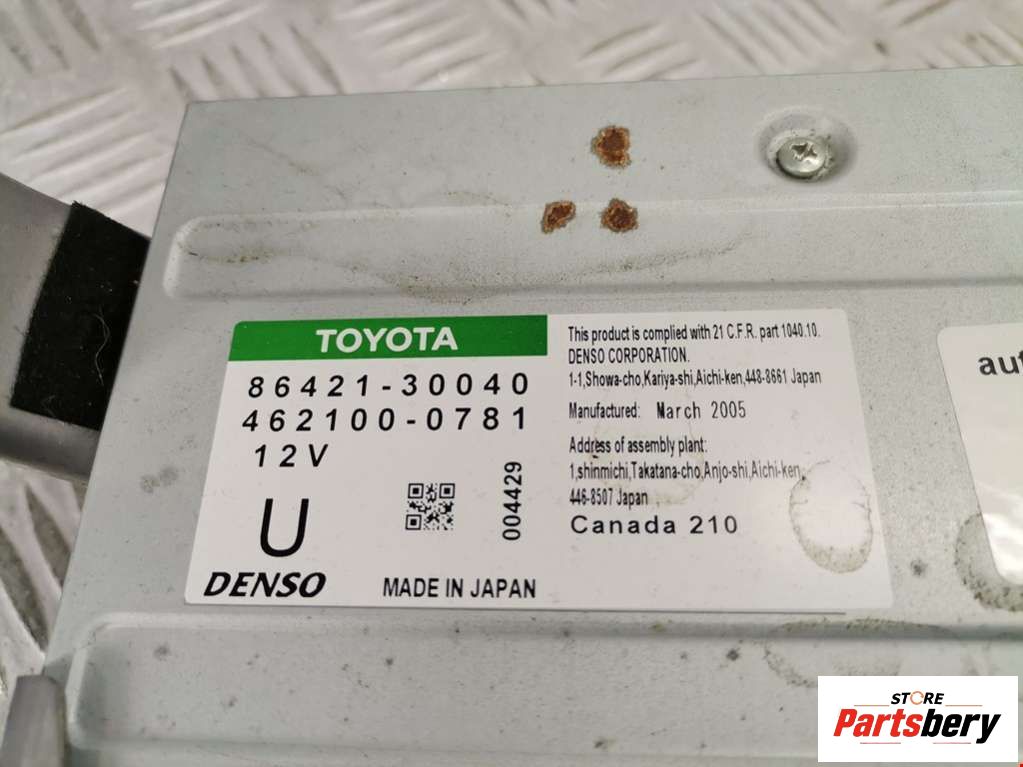 TOYOTA
86421-30040
462100-0781
12V
U
DENSO
004429
MADE IN JAPAN
This product is complied with 21 C.F.R. part 1040.10.
DENSO CORPORATION.
1-1,Showa-cho,Kariya-shi,Aichi-ken,448-8661 Japan
Manufactured: March 2005
Address of assembly plant:
1,shinmichi,Takatana-cho,Anjo-shi,Aichi-ken,
446-8507 Japan
Canada 210
aut
STORE
Partsbery